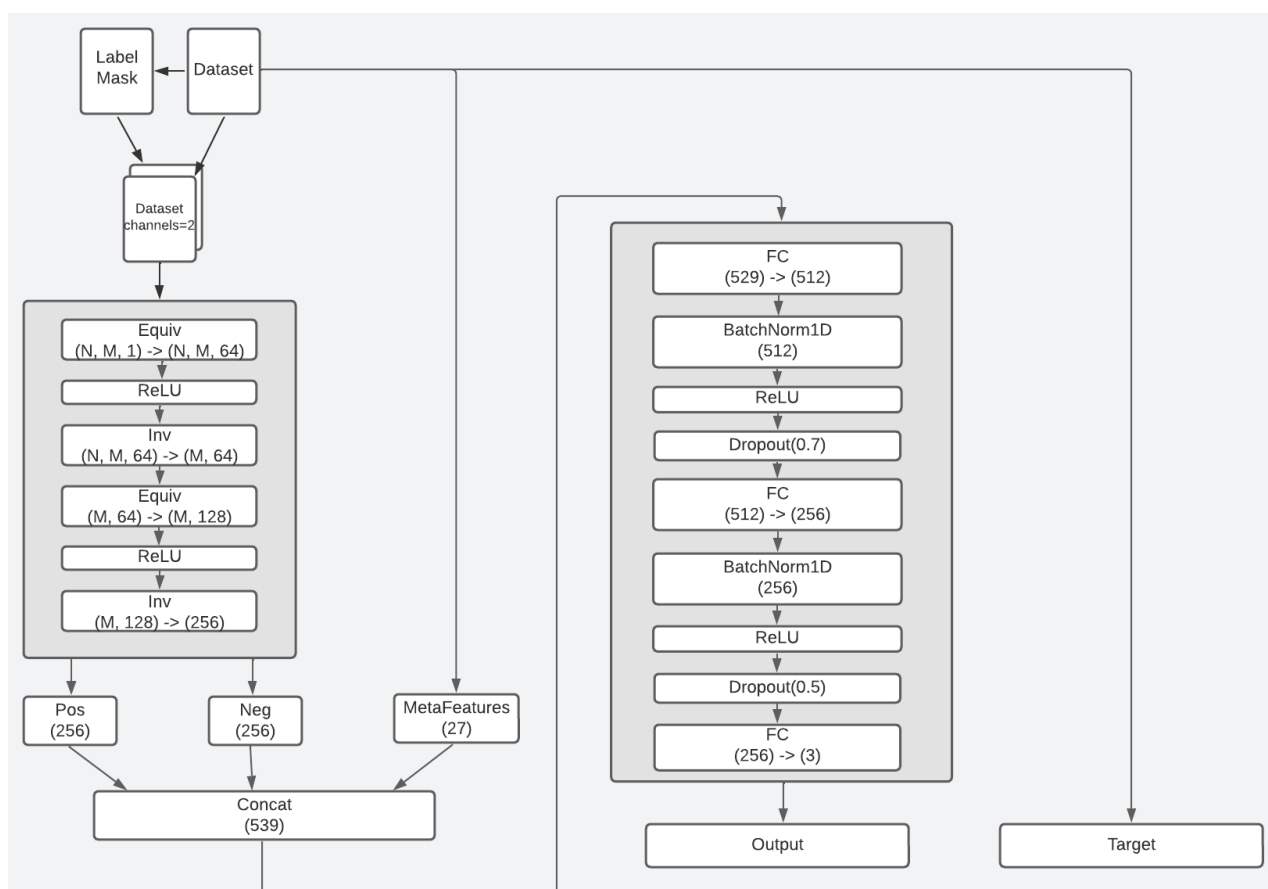 Label
Mask
Dataset
Dataset
channels=2
Equiv
(N, M, 1) -> (N, M, 64)
ReLU
Inv
(N, M, 64) -> (M, 64)
Equiv
(M, 64) -> (M, 128)
ReLU
Inv
(M, 128) -> (256)
Pos
(256)
Neg
(256)
MetaFeatures
(27)
Concat
(539)
FC
(529) -> (512)
BatchNorm1D
(512)
ReLU
Dropout(0.7)
FC
(512) -> (256)
BatchNorm1D
(256)
ReLU
Dropout(0.5)
FC
(256) -> (3)
Output
Target